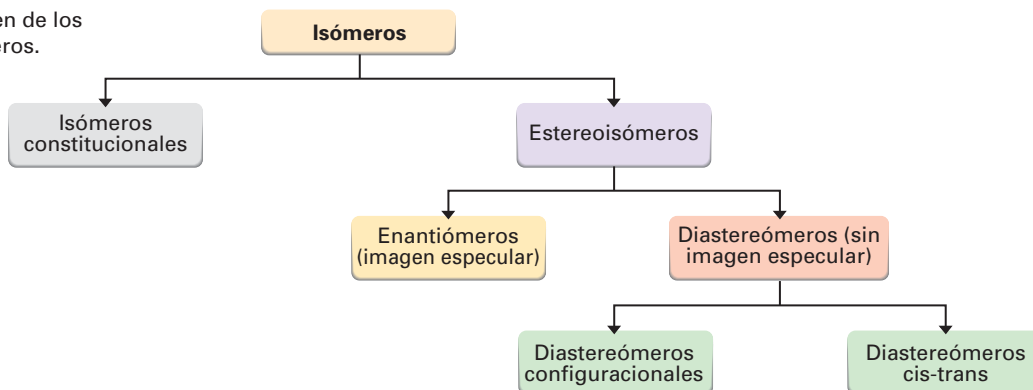 en de los
eros.
Isómeros
Isómeros
constitucionales
Estereoisómeros
Enantiómeros
(imagen especular)
Diastereómeros (sin
imagen especular)
Diastereómeros
configuracionales
Diastereómeros
cis-trans